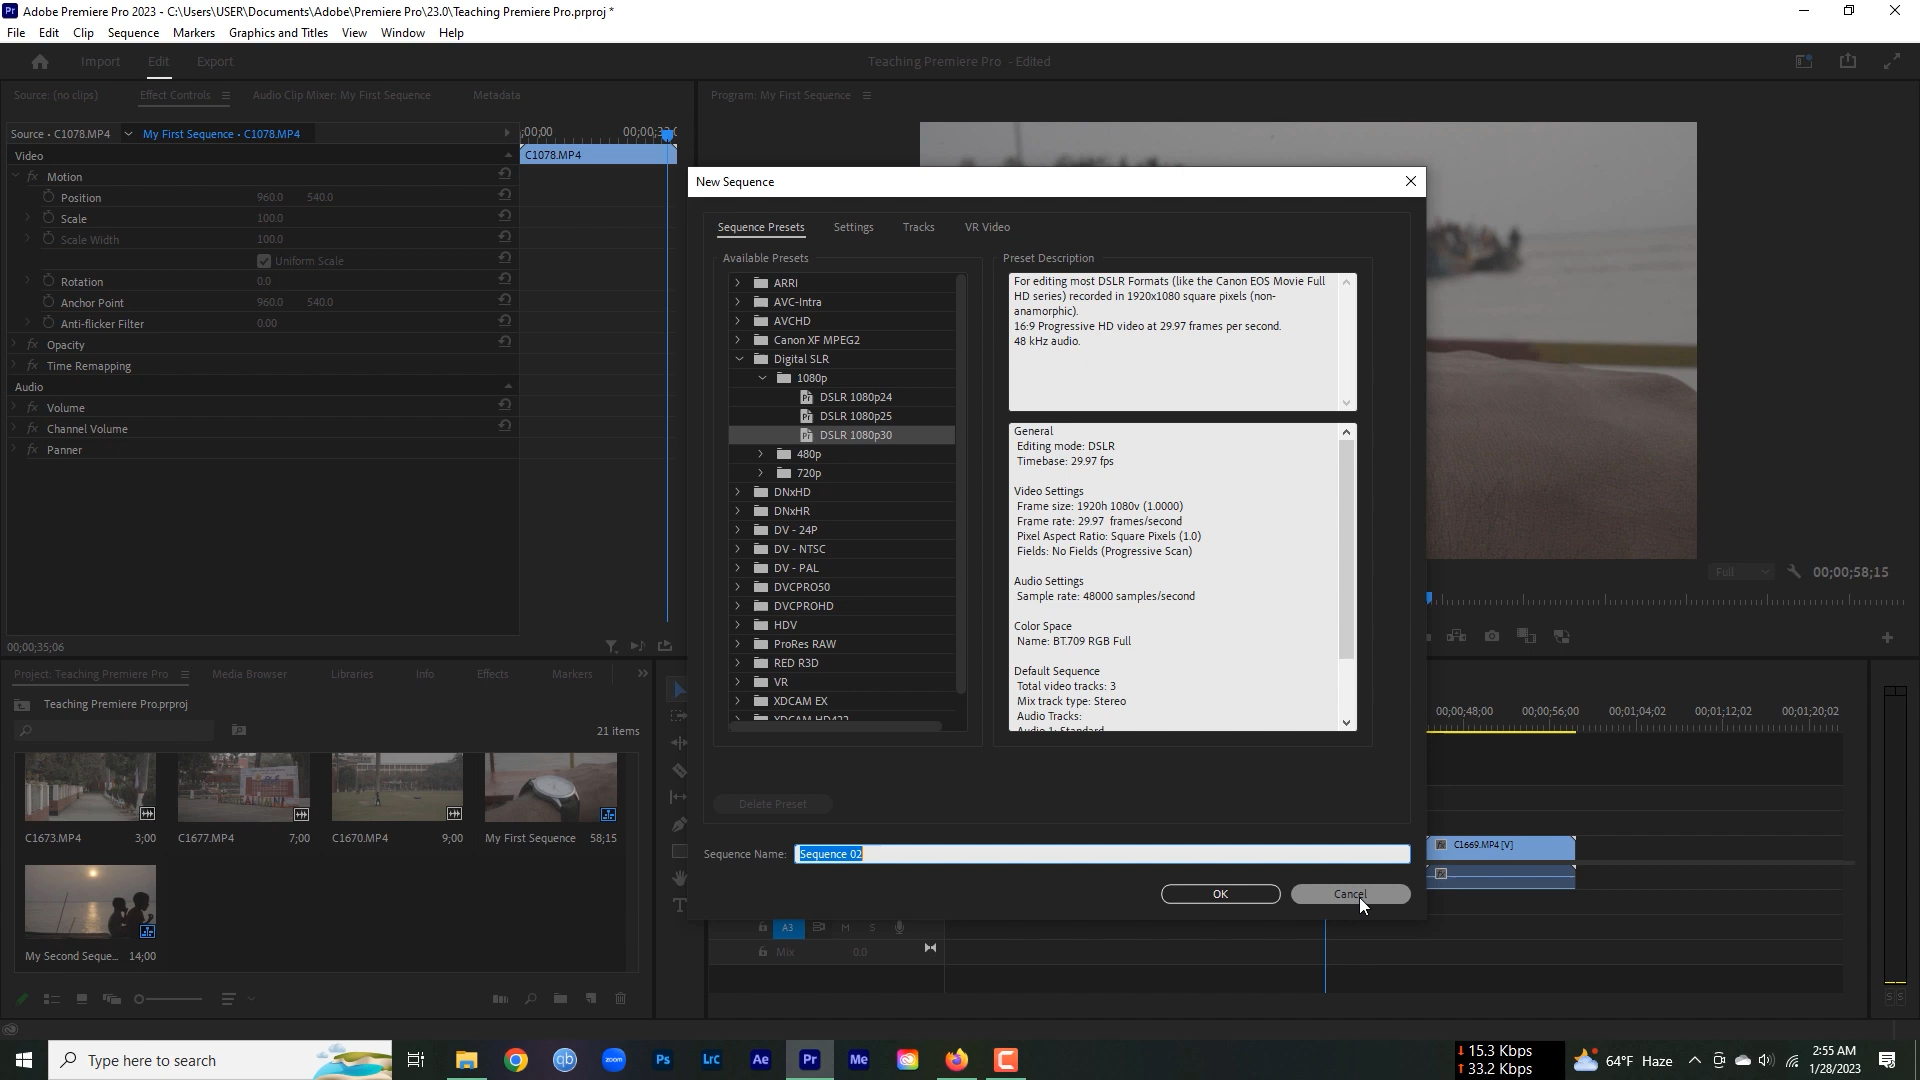 Adobe Premiere Pro 2023 - C:\Users\USER\Documents\Adobe\Premiere Pro\23.0\Teaching Premiere Pro.prproj *
File Edit Clip Sequence Markers Graphics and Titles View Window Help
Import Edit Export
Teaching Premiere Pro - Edited
Source: (no clips) Effect Controls Audio Clip Mixer: My First Sequence Metadata
Program: My First Sequence
Source • C1078.MP4 My First Sequence • C1078.MP4
Video
C1078.MP4
Motion
Position 960.0 540.0
Scale 100.0
Scale Width 100.0
Uniform Scale
Rotation 0.0
Anchor Point 960.0 540.0
Anti-flicker Filter 0.00
Opacity
Time Remapping
Audio
Volume
Channel Volume
Panner
00;00;35;06
New Sequence
Sequence Presets Settings Tracks VR Video
Available Presets
ARRI
AVC-Intra
AVCHD
Canon XF MPEG2
Digital SLR
1080p
DSLR 1080p24
DSLR 1080p25
DSLR 1080p30
480p
720p
DNxHD
DNxHR
DV - 24P
DV - NTSC
DV - PAL
DVCPRO50
DVCPROHD
HDV
ProRes RAW
RED R3D
VR
XDCAM EX
XDCAM HD422
Preset Description
For editing most DSLR Formats (like the Canon EOS Movie Full
HD series) recorded in 1920x1080 square pixels (non-
anamorphic).
16:9 Progressive HD video at 29.97 frames per second.
48 kHz audio.
General
Editing mode: DSLR
Timebase: 29.97 fps
Video Settings
Frame size: 1920h 1080v (1.0000)
Frame rate: 29.97 frames/second
Pixel Aspect Ratio: Square Pixels (1.0)
Fields: No Fields (Progressive Scan)
Audio Settings
Sample rate: 48000 samples/second
Color Space
Name: BT.709 RGB Full
Default Sequence
Total video tracks: 3
Mix track type: Stereo
Audio Tracks:
Audio 1: Standard
Delete Preset
Sequence Name: Sequence 02
OK Cancel
Full 00;00;58;15
Project: Teaching Premiere Pro Media Browser Libraries Info Effects Markers
Teaching Premiere Pro.prproj
21 items
C1673.MP4 3;00
C1677.MP4 7;00
C1670.MP4 9;00
My First Sequence 58;15
My Second Seque... 14;00
00;00;48;00 00;00;56;00 00;01;04;02 00;01;12;02 00;01;20;02
C1669.MP4 [V]
A3 M S
Mix 0.0
S S
Type here to search
15.3 Kbps
33.2 Kbps
64°F Haze
2:55 AM
1/28/2023